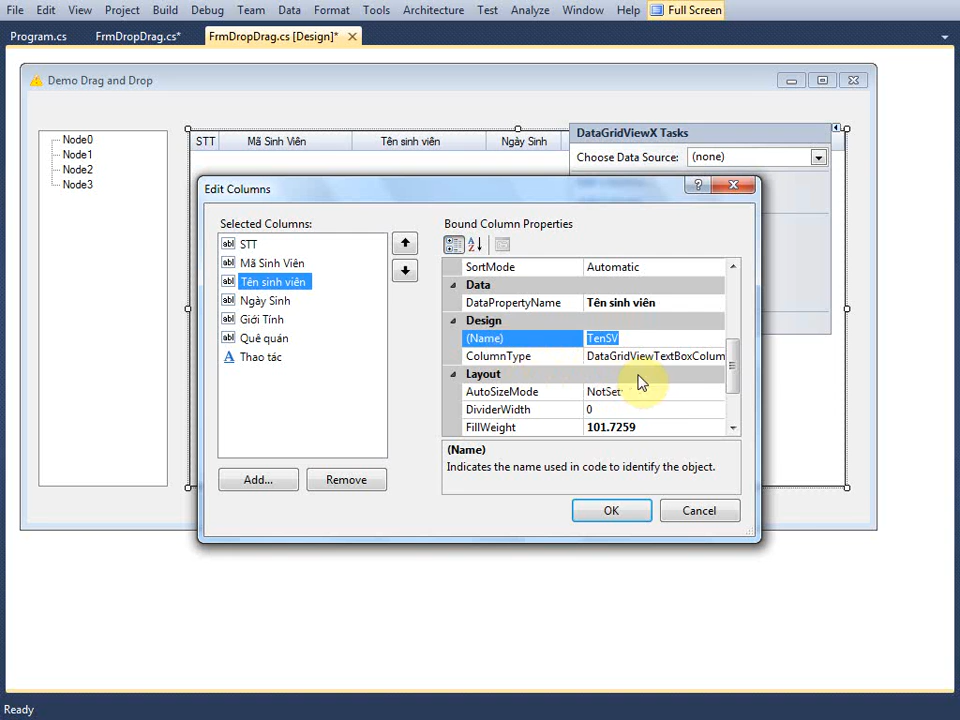 File Edit View Project Build Debug Team Data Format Tools Architecture Test Analyze Window Help Full Screen
Program.cs FrmDropDrag.cs* FrmDropDrag.cs [Design]*
Demo Drag and Drop
Node0
Node1
Node2
Node3
STT Mã Sinh Viên Tên sinh viên Ngày Sinh
DataGridViewX Tasks
Choose Data Source: (none)
Edit Columns
Selected Columns:
STT
Mã Sinh Viên
Tên sinh viên
Ngày Sinh
Giới Tính
Quê quán
Thao tác
Add... Remove
Bound Column Properties
SortMode Automatic
Data
DataPropertyName Tên sinh viên
Design
(Name) TenSV
ColumnType DataGridViewTextBoxColum
Layout
AutoSizeMode NotSet
DividerWidth 0
FillWeight 101.7259
(Name)
Indicates the name used in code to identify the object.
OK Cancel
Ready